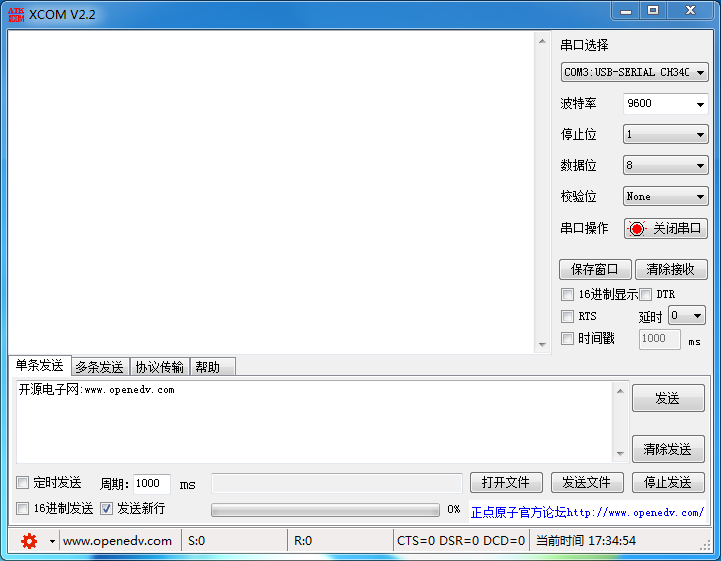 ATK
XCOM
XCOM V2.2
串口选择
COM3:USB-SERIAL CH340
波特率
9600
停止位
1
数据位
8
校验位
None
串口操作
关闭串口
保存窗口
清除接收
16进制显示
DTR
RTS
延时
0
时间戳
1000
ms
单条发送
多条发送
协议传输
帮助
开源电子网:www.openedv.com
发送
清除发送
定时发送
周期:
1000
ms
打开文件
发送文件
停止发送
16进制发送
发送新行
0%
正点原子官方论坛http://www.openedv.com/
www.openedv.com
S:0
R:0
CTS=0 DSR=0 DCD=0
当前时间 17:34:54